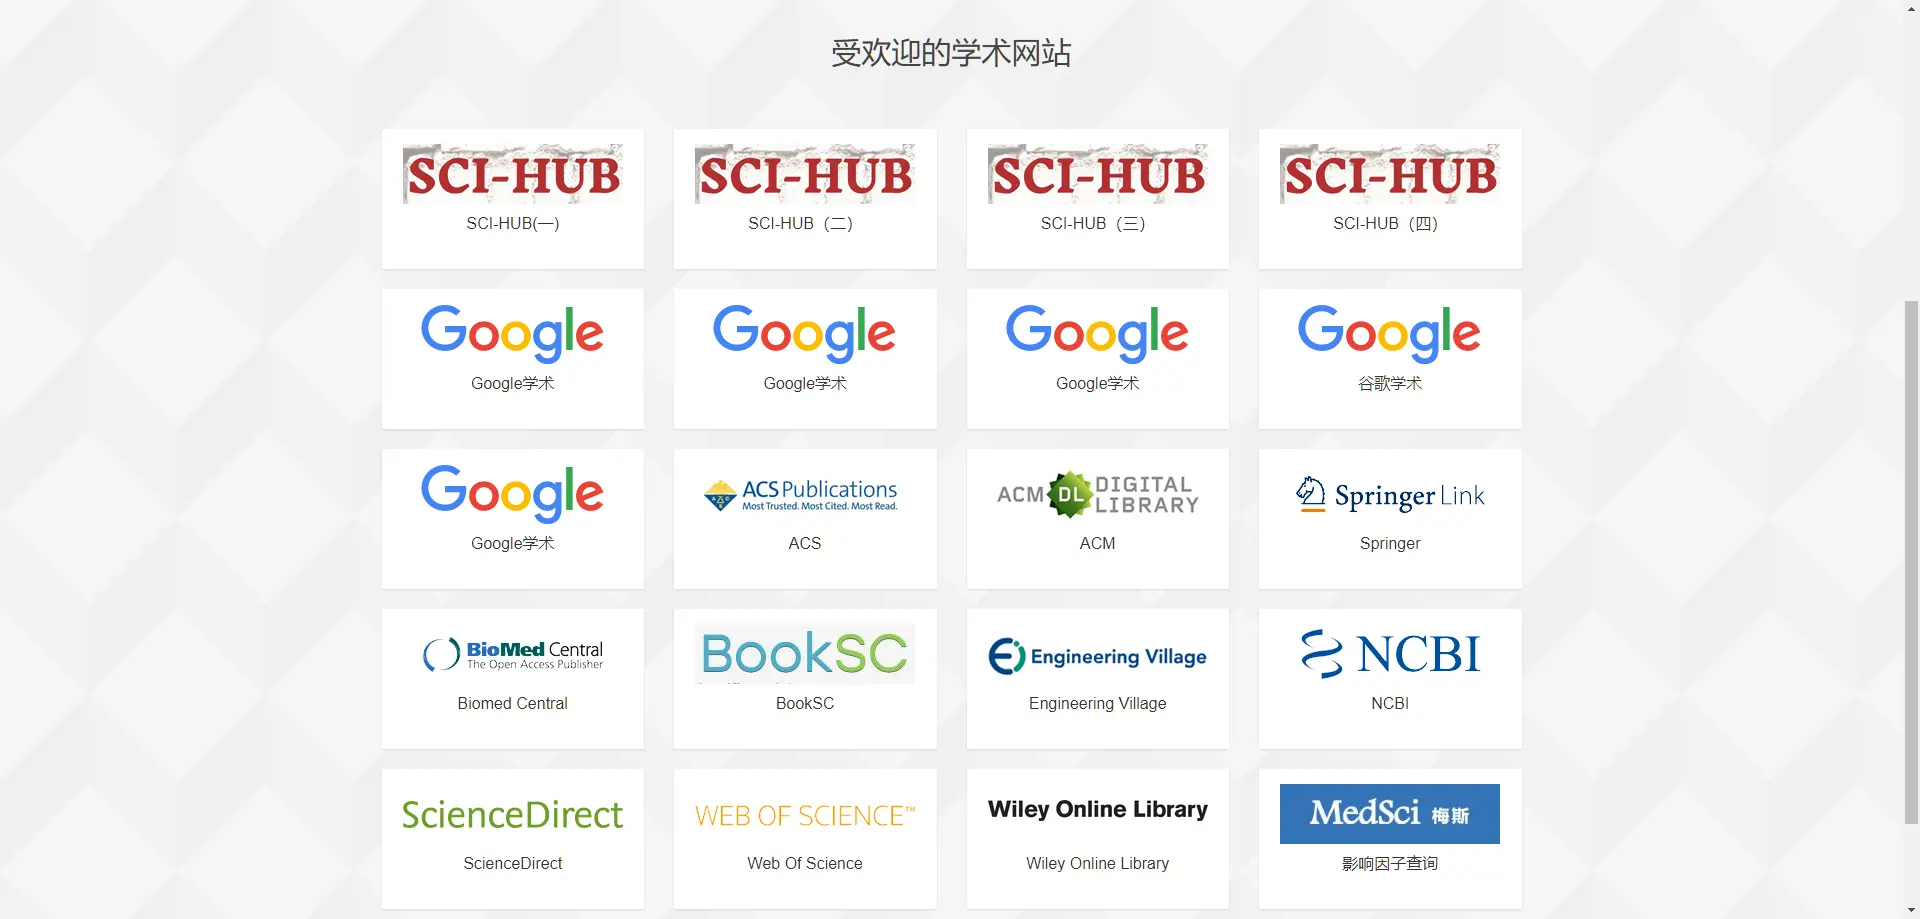 受欢迎的学术网站
SCI-HUB
SCI-HUB
SCI-HUB
SCI-HUB
SCI-HUB(一)
SCI-HUB（二）
SCI-HUB（三）
SCI-HUB（四）
Google
Google
Google
Google
Google学术
Google学术
Google学术
谷歌学术
Google
ACS Publications
Most Trusted. Most Cited. Most Read.
ACM DL DIGITAL LIBRARY
Springer Link
Google学术
ACS
ACM
Springer
BioMed Central
The Open Access Publisher
BookSC
Engineering Village
NCBI
Biomed Central
BookSC
Engineering Village
NCBI
ScienceDirect
WEB OF SCIENCE™
Wiley Online Library
MedSci 梅斯
ScienceDirect
Web Of Science
Wiley Online Library
影响因子查询